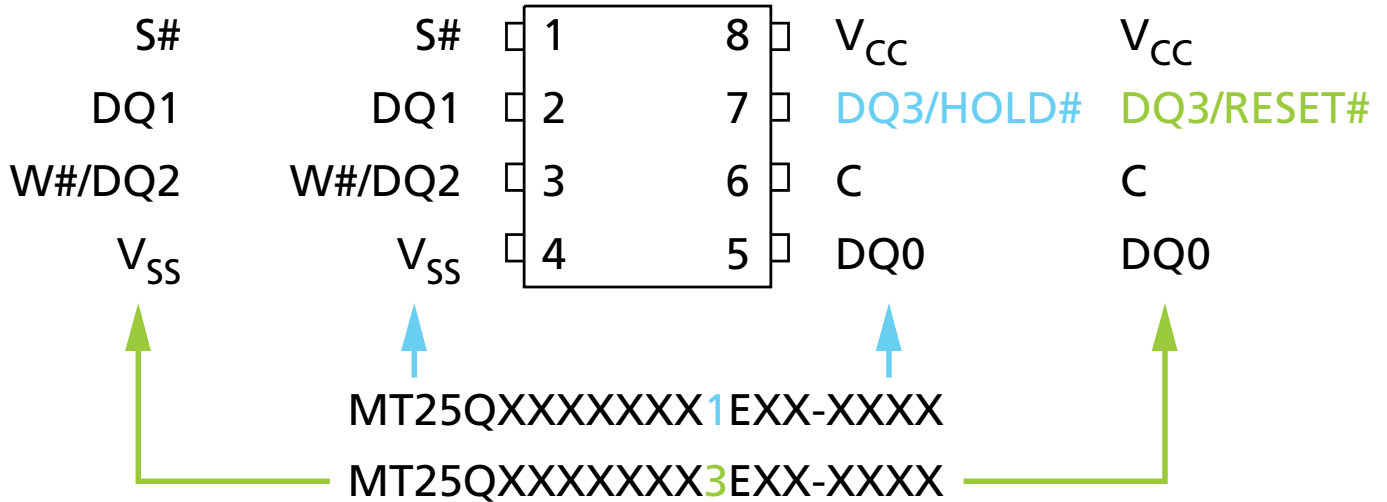 S# S# 1 8 VCC VCC
DQ1 DQ1 2 7 DQ3/HOLD# DQ3/RESET#
W#/DQ2 W#/DQ2 3 6 C C
VSS VSS 4 5 DQ0 DQ0
MT25QXXXXXXX1EXX-XXXX
MT25QXXXXXXX3EXX-XXXX